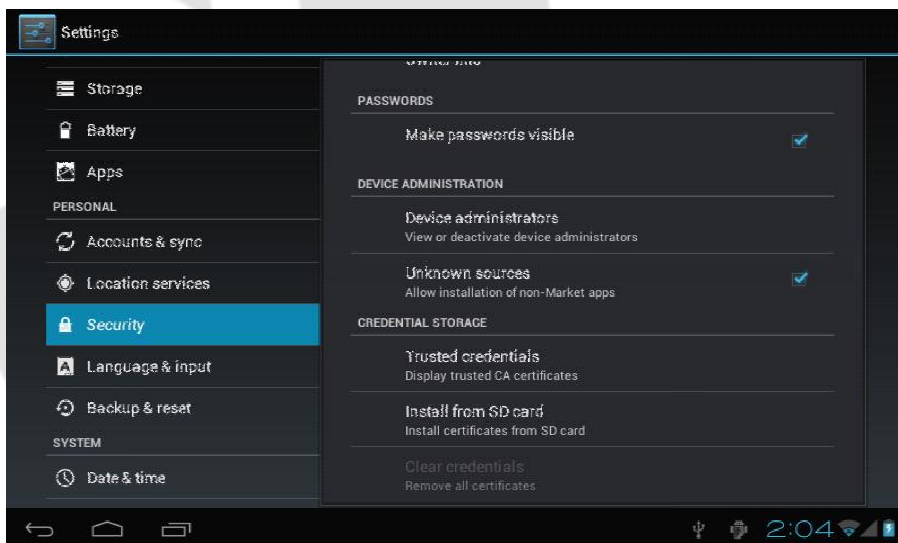 Settings
Storage
Battery
Apps
PERSONAL
Accounts & sync
Location services
Security
Language & input
Backup & reset
SYSTEM
Date & time
PASSWORDS
Make passwords visible
DEVICE ADMINISTRATION
Device administrators
View or deactivate device administrators
Unknown sources
Allow installation of non-Market apps
CREDENTIAL STORAGE
Trusted credentials
Display trusted CA certificates
Install from SD card
Install certificates from SD card
Clear credentials
Remove all certificates
2:04